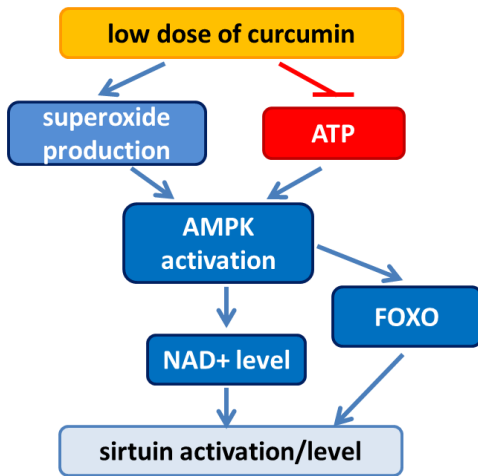 low dose of curcumin
superoxide
production
ATP
AMPK
activation
FOXO
NAD+ level
sirtuin activation/level